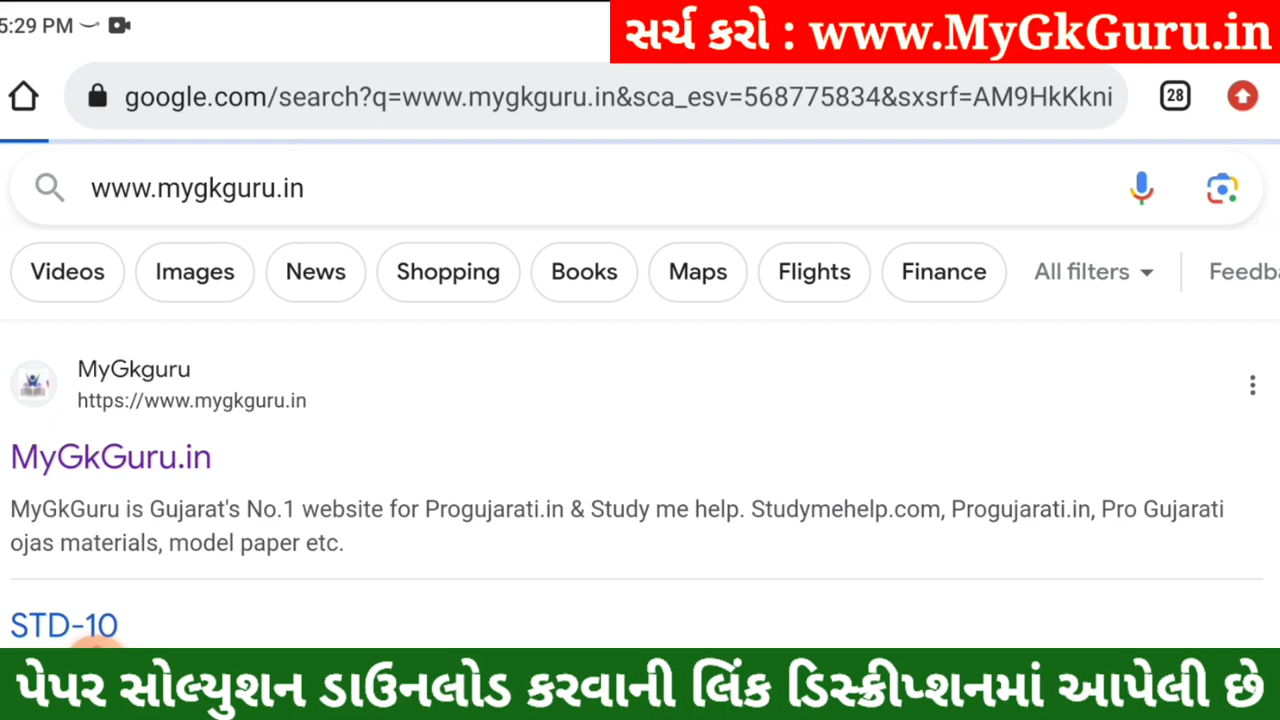 5:29 PM
સર્ચ કરો : www.MyGkGuru.in
google.com/search?q=www.mygkguru.in&sca_esv=568775834&sxsrf=AM9HkKkni
28
www.mygkguru.in
Videos Images News Shopping Books Maps Flights Finance All filters Feedba
MyGkguru
https://www.mygkguru.in
MyGkGuru.in
MyGkGuru is Gujarat's No.1 website for Progujarati.in & Study me help. Studymehelp.com, Progujarati.in, Pro Gujarati
ojas materials, model paper etc.
STD-10
પેપર સોલ્યુશન ડાઉનલોડ કરવાની લિંક ડિસ્ક્રીપ્શનમાં આપેલી છે